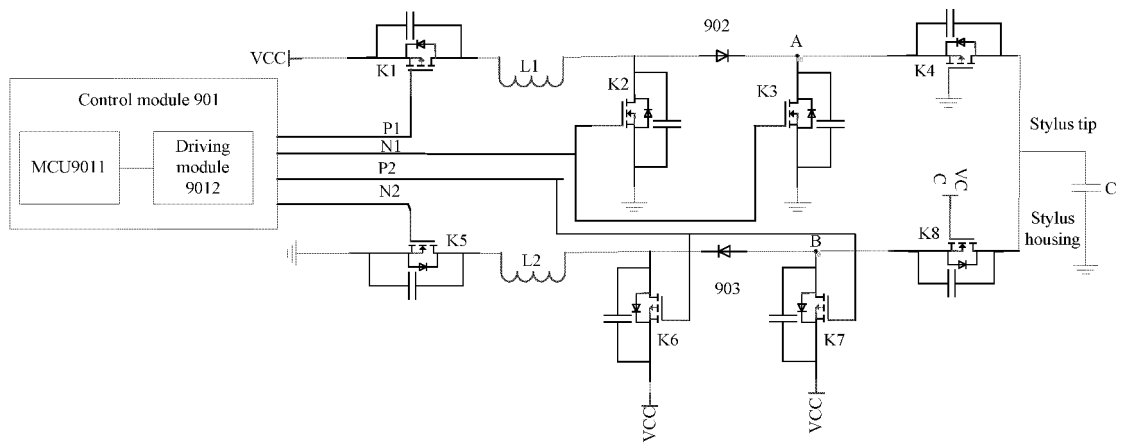 902
A
VCC
K1
L1
K2
K3
K4
Control module 901
MCU9011
Driving
module
9012
P1
N1
P2
N2
Stylus tip
VC
C
C
Stylus
housing
K5
L2
903
B
K8
K6
K7
VCC
VCC